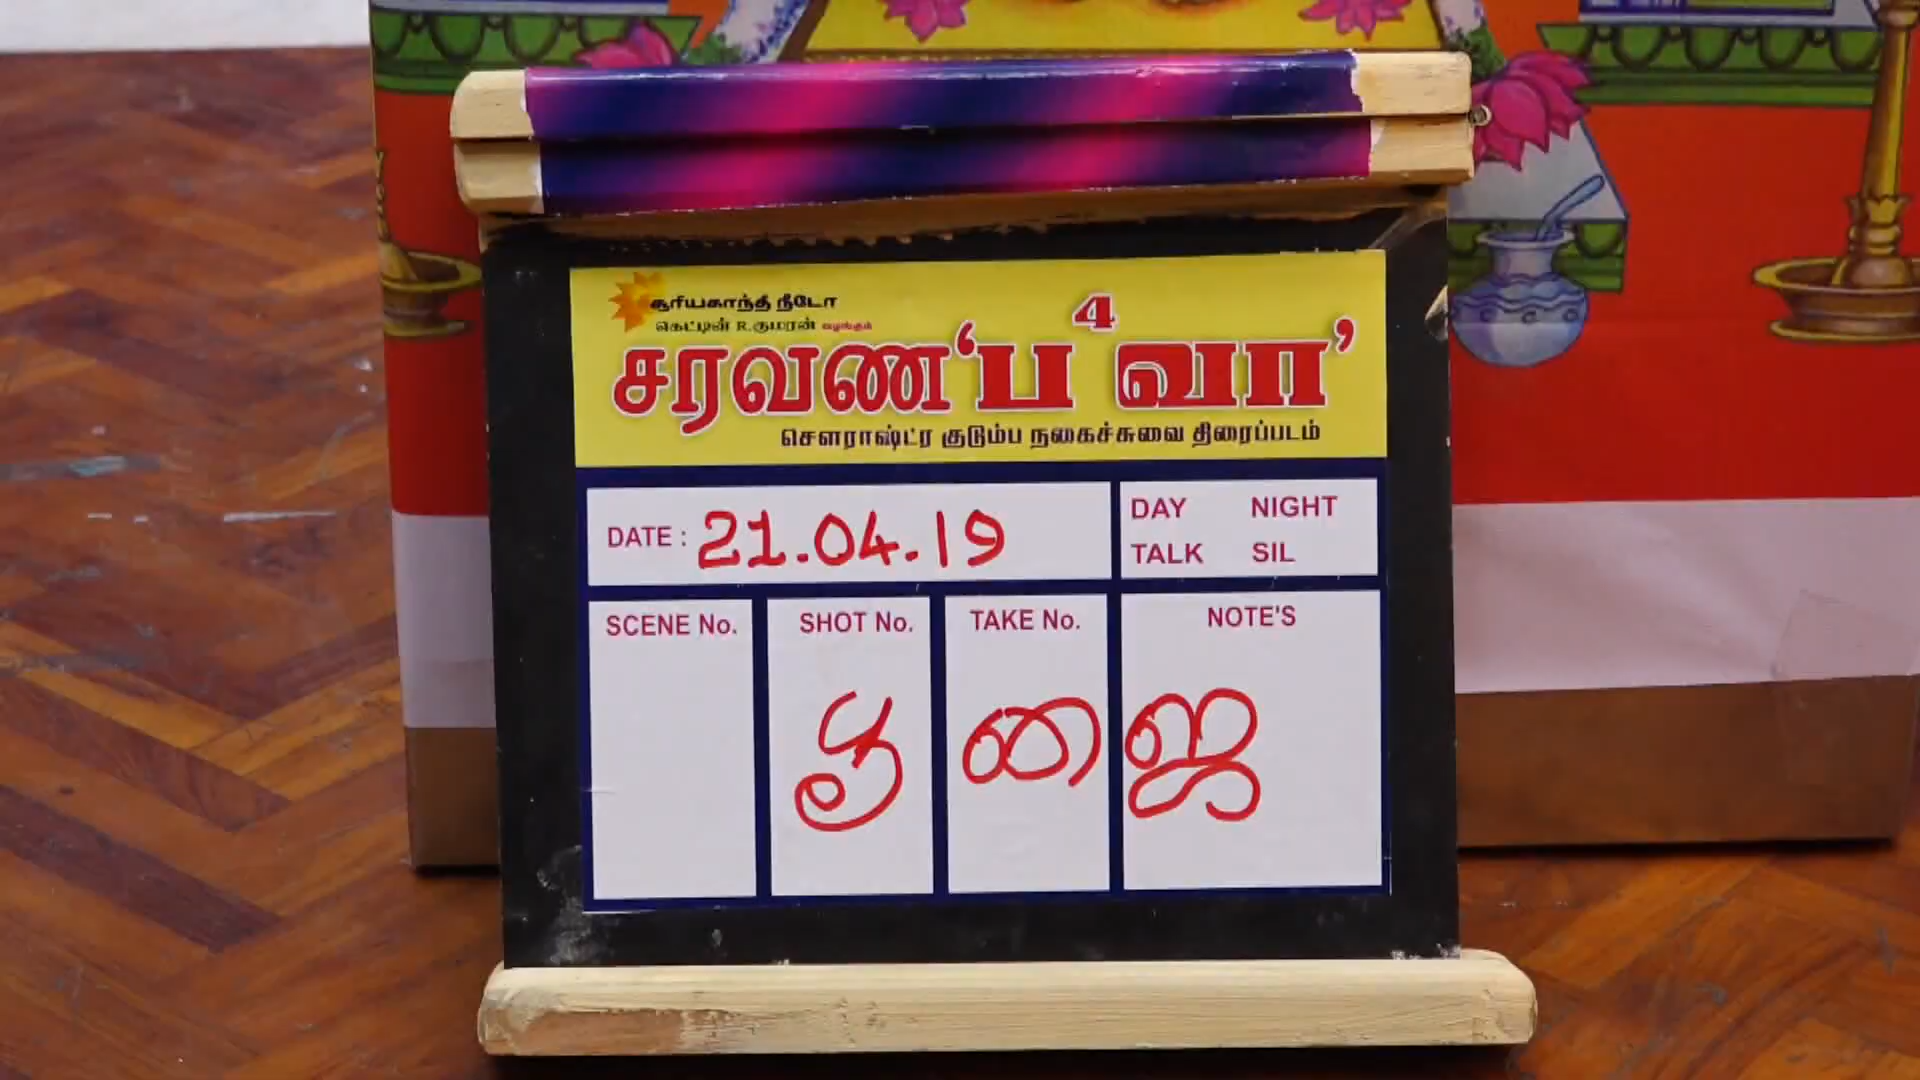 சூரியகாந்தி நீடோ
கெட்டின் R.குமரன் வழங்கும்
சரவண 'ப 4 வா'
சௌராஷ்ட்ர குடும்ப நகைச்சுவை திரைப்படம்
DATE : 21.04.19
DAY NIGHT
TALK SIL
SCENE No. SHOT No. TAKE No. NOTE'S
பூ ஜை